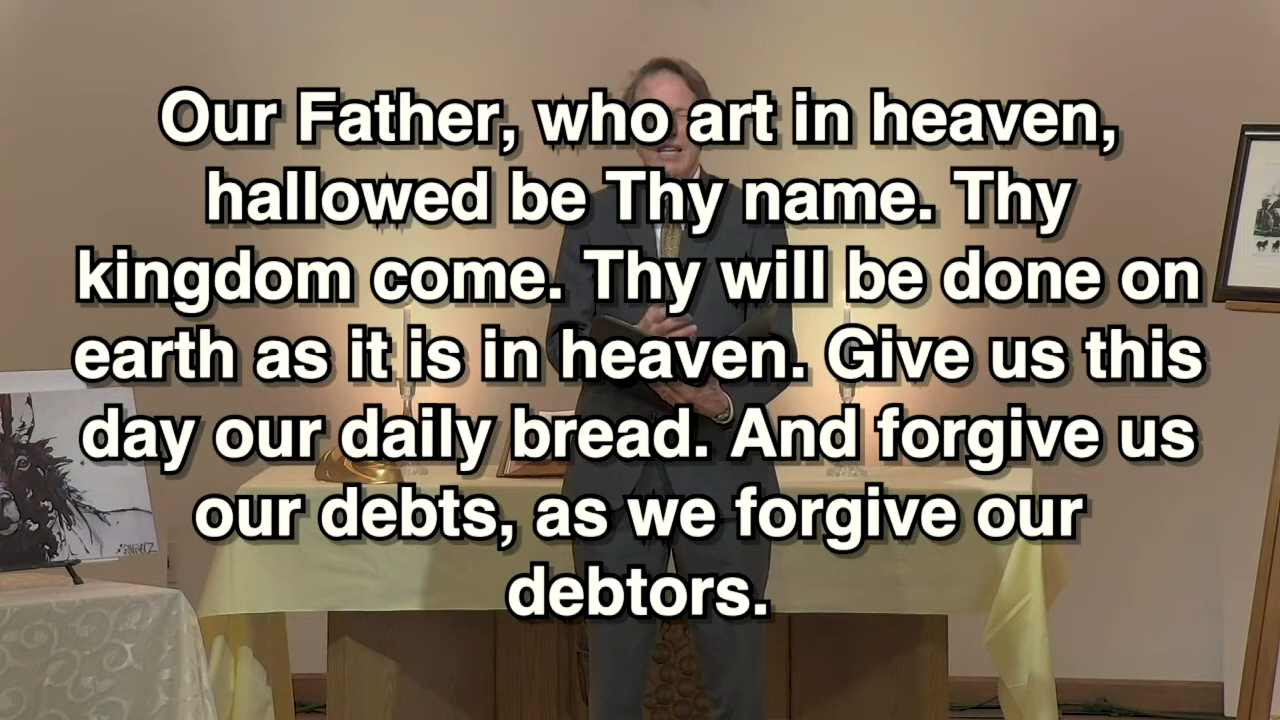 Our Father, who art in heaven,
hallowed be Thy name. Thy
kingdom come. Thy will be done on
earth as it is in heaven. Give us this
day our daily bread. And forgive us
our debts, as we forgive our
debtors.